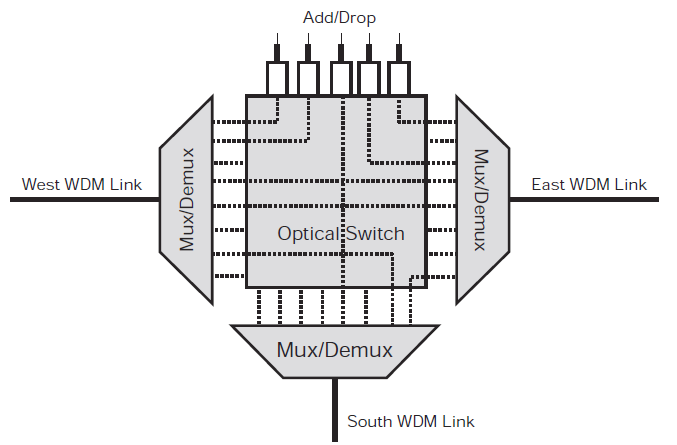 Add/Drop
West WDM Link
Mux/Demux
Optical Switch
Mux/Demux
East WDM Link
Mux/Demux
South WDM Link